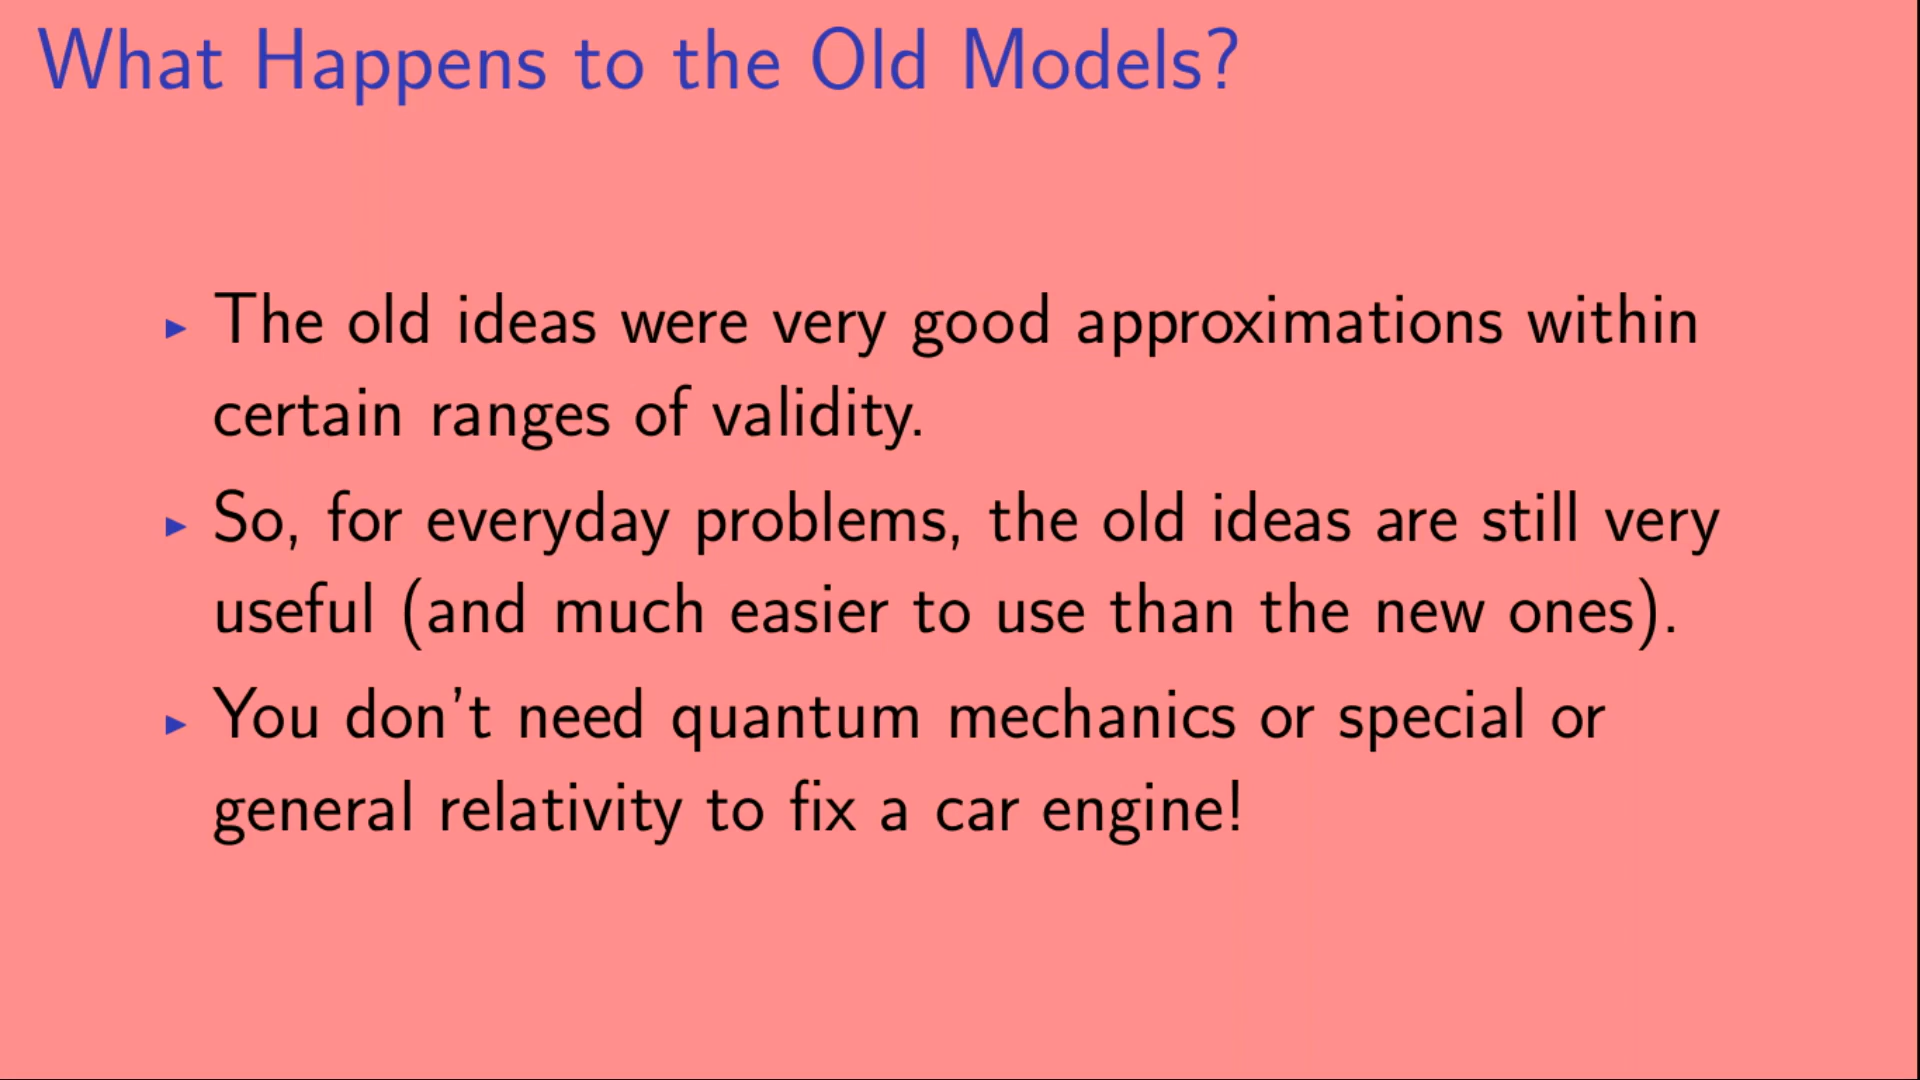 What Happens to the Old Models?
▶ The old ideas were very good approximations within
certain ranges of validity.
▶ So, for everyday problems, the old ideas are still very
useful (and much easier to use than the new ones).
▶ You don't need quantum mechanics or special or
general relativity to fix a car engine!